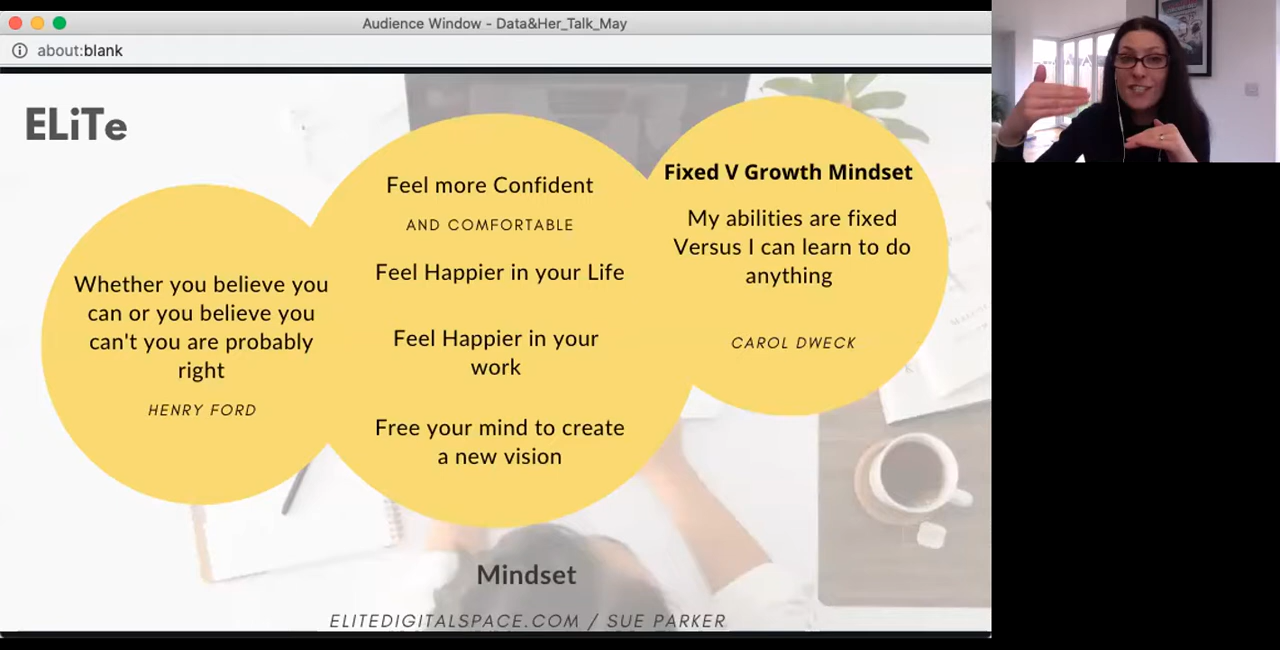 Audience Window - Data&Her_Talk_May
about:blank
ELiTe
Whether you believe you
can or you believe you
can't you are probably
right
HENRY FORD
Feel more Confident
AND COMFORTABLE
Feel Happier in your Life
Feel Happier in your
work
Free your mind to create
a new vision
Fixed V Growth Mindset
My abilities are fixed
Versus I can learn to do
anything
CAROL DWECK
Mindset
ELITEDIGITALSPACE.COM / SUE PARKER